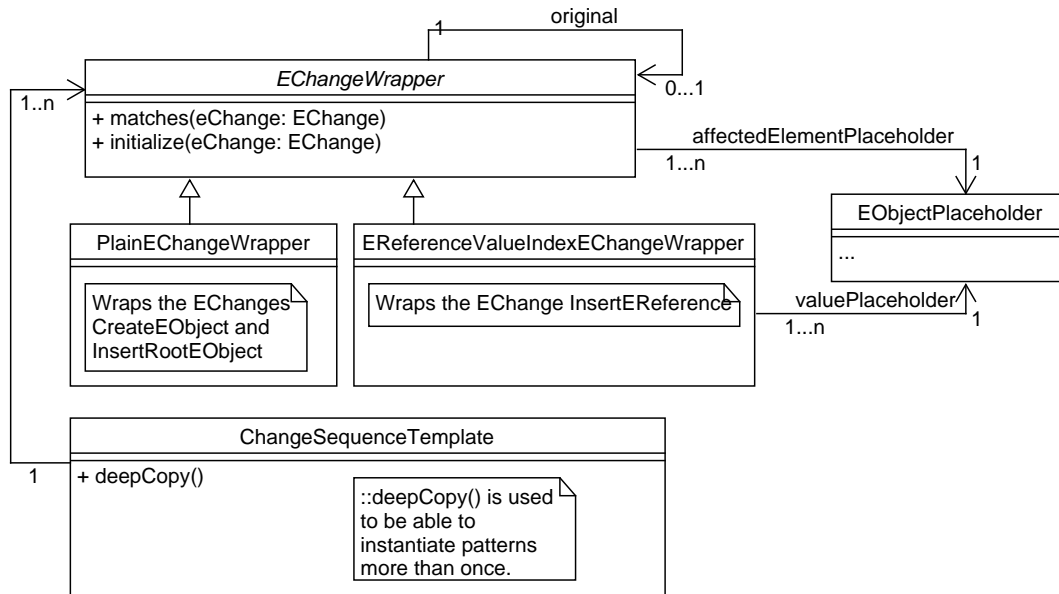 original
1
EChangeWrapper
0...1
1..n
+ matches(eChange: EChange)
+ initialize(eChange: EChange)
affectedElementPlaceholder
1...n
1
EObjectPlaceholder
...
PlainEChangeWrapper
EReferenceValueIndexEChangeWrapper
Wraps the EChanges
CreateEObject and
InsertRootEObject
Wraps the EChange InsertEReference
valuePlaceholder
1...n
1
ChangeSequenceTemplate
1
+ deepCopy()
::deepCopy() is used
to be able to
instantiate patterns
more than once.